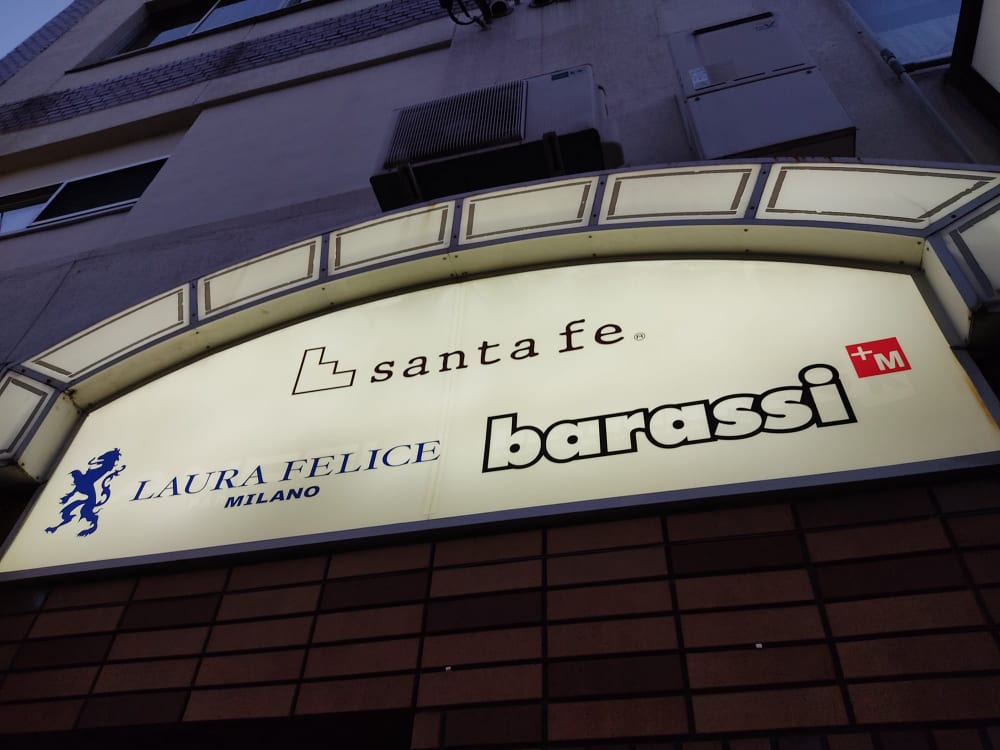 santa fe ®
barassi +M
LAURA FELICE
MILANO